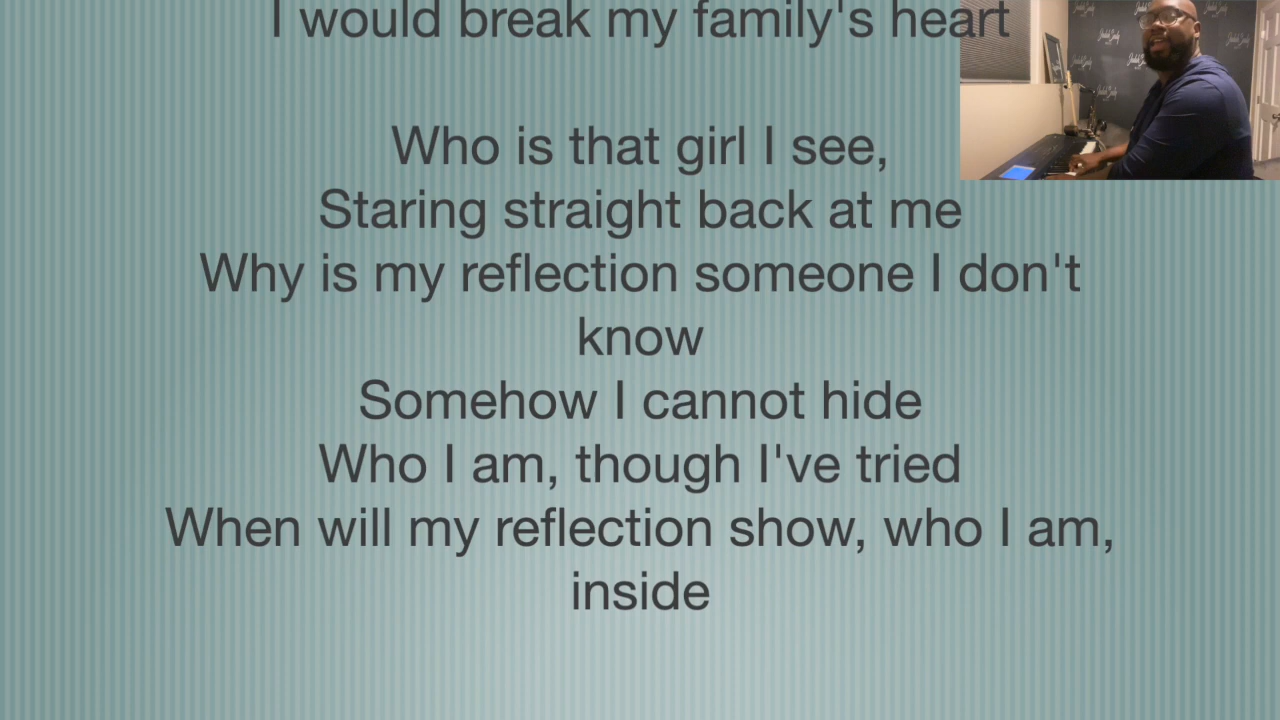 I would break my family's heart
Who is that girl I see,
Staring straight back at me
Why is my reflection someone I don't
know
Somehow I cannot hide
Who I am, though I've tried
When will my reflection show, who I am,
inside